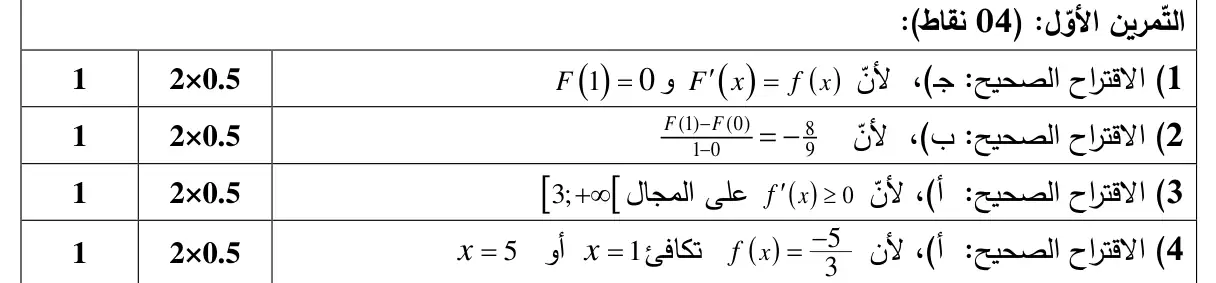 التّمرين الأوّل: (04 نقاط):
1) الاقتراح الصحيح: جـ)، لأنّ F′(x) = f(x) و F(1) = 0 2×0.5 1
2) الاقتراح الصحيح: ب)، لأنّ (F(1)−F(0))/(1−0) = −8/9 2×0.5 1
3) الاقتراح الصحيح: أ)، لأنّ f′(x) ≥ 0 على المجال [3;+∞[ 2×0.5 1
4) الاقتراح الصحيح: أ)، لأن f(x) = −5/3 تكافئ x = 1 أو x = 5 2×0.5 1